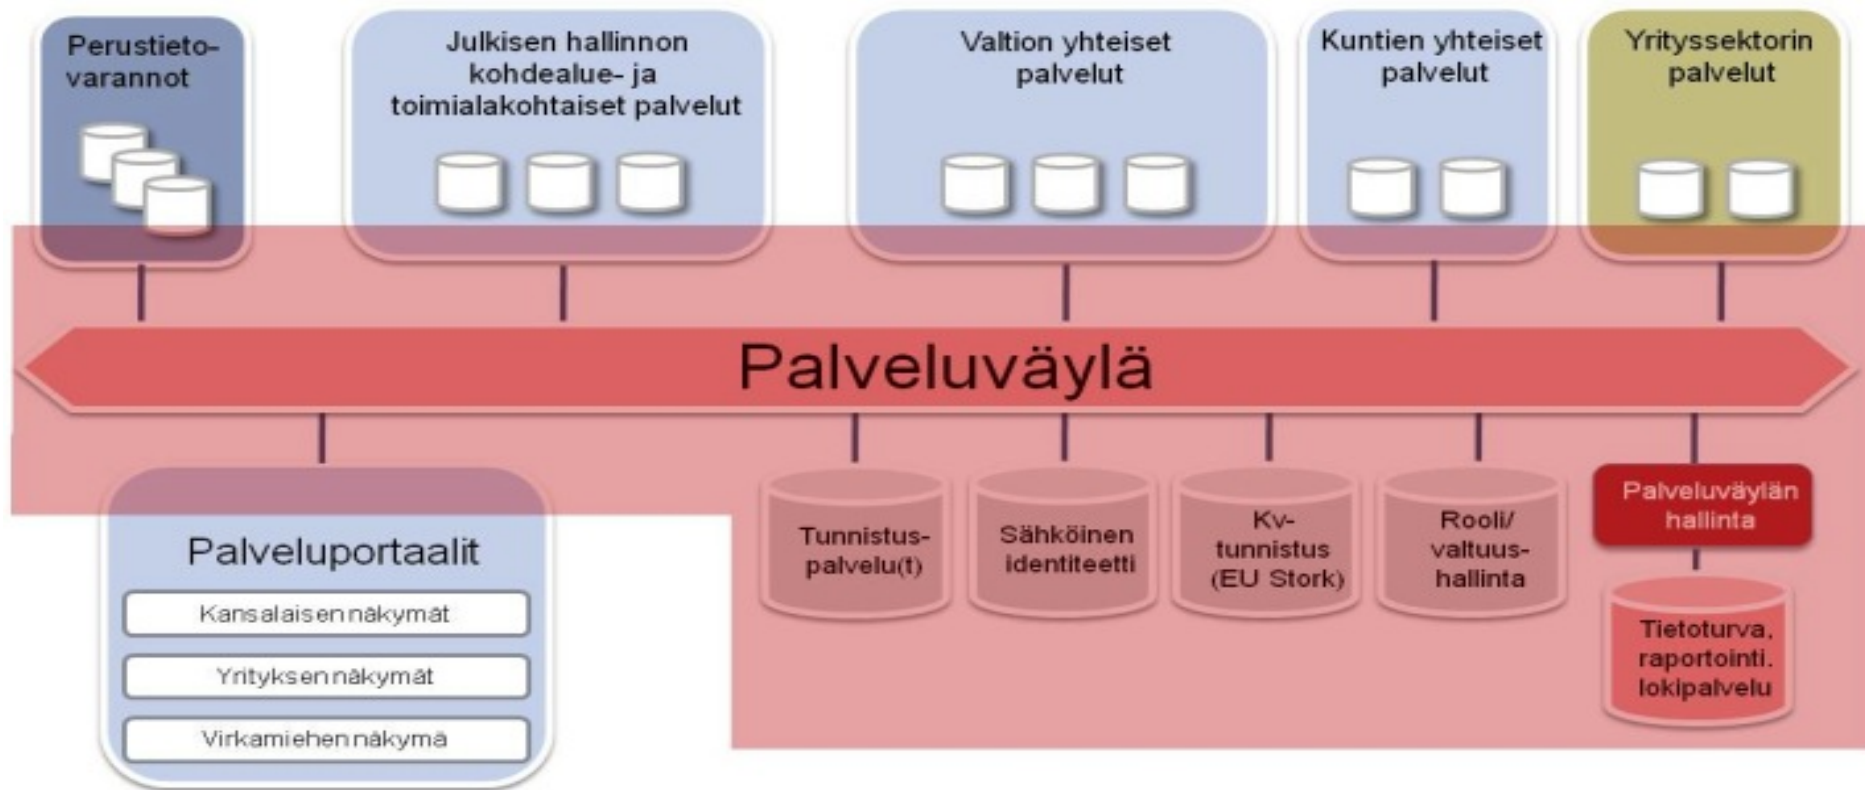 Perustieto-
varannot
Julkisen hallinnon
kohdealue- ja
toimialakohtaiset palvelut
Valtion yhteiset
palvelut
Kuntien yhteiset
palvelut
Yrityssektorin
palvelut
Palveluväylä
Palveluportaalit
Kansalaisen näkymät
Yrityksen näkymät
Virkamiehen näkymä
Tunnistus-
palvelu(t)
Sähköinen
identiteetti
Kv-
tunnistus
(EU Stork)
Rooli/
valtuus-
hallinta
Palveluväylän
hallinta
Tietoturva,
raportointi.
lokipalvelu